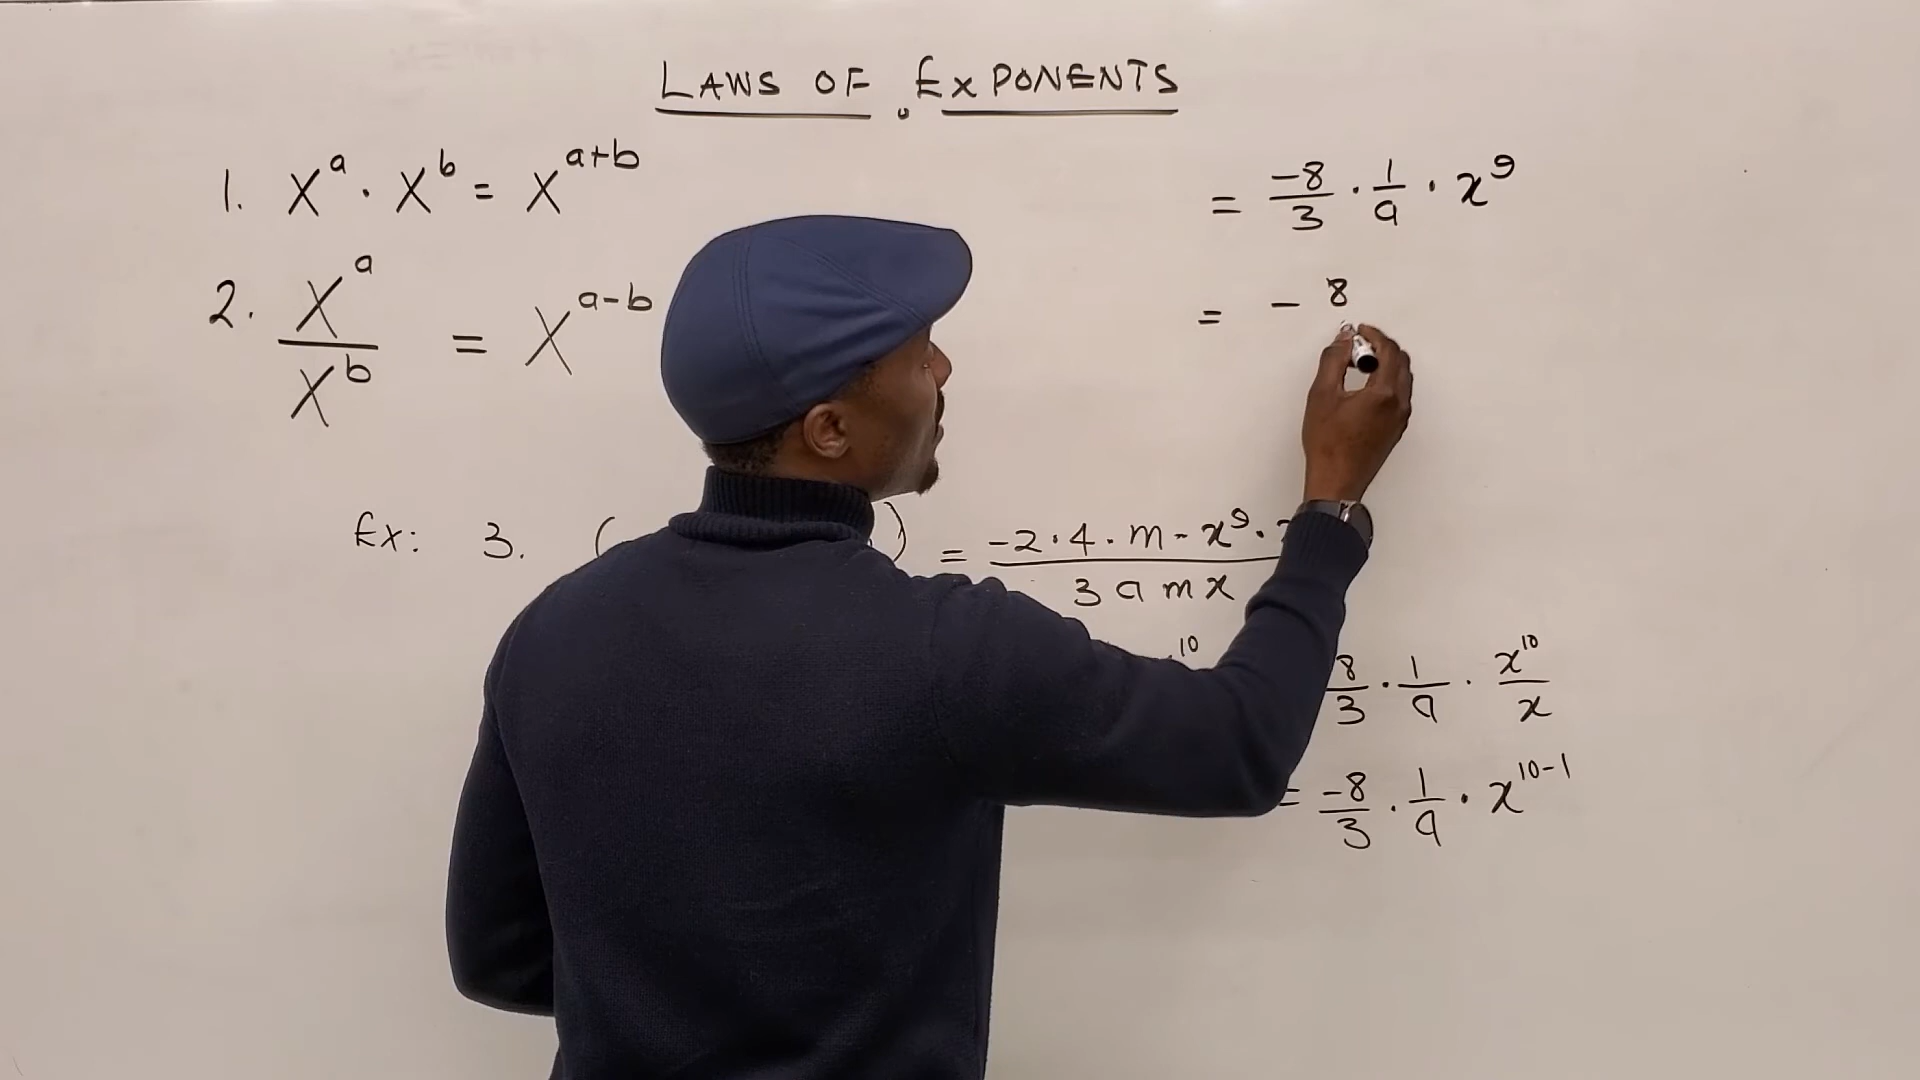 LAWS OF EXPONENTS
1. X^a · X^b = X^(a+b)
2. X^a / X^b = X^(a-b)
Ex: 3. ( ) = -2·4·m·x^9· / 3 a m x
10
8/3 · 1/a · x^10/x
= -8/3 · 1/a · x^(10-1)
= -8/3 · 1/a · x^9
= - 8